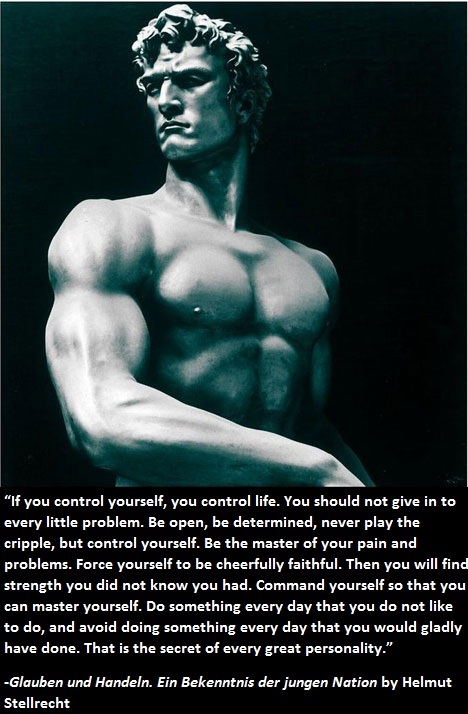 “If you control yourself, you control life. You should not give in to
every little problem. Be open, be determined, never play the
cripple, but control yourself. Be the master of your pain and
problems. Force yourself to be cheerfully faithful. Then you will find
strength you did not know you had. Command yourself so that you
can master yourself. Do something every day that you do not like
to do, and avoid doing something every day that you would gladly
have done. That is the secret of every great personality.”
-Glauben und Handeln. Ein Bekenntnis der jungen Nation by Helmut
Stellrecht